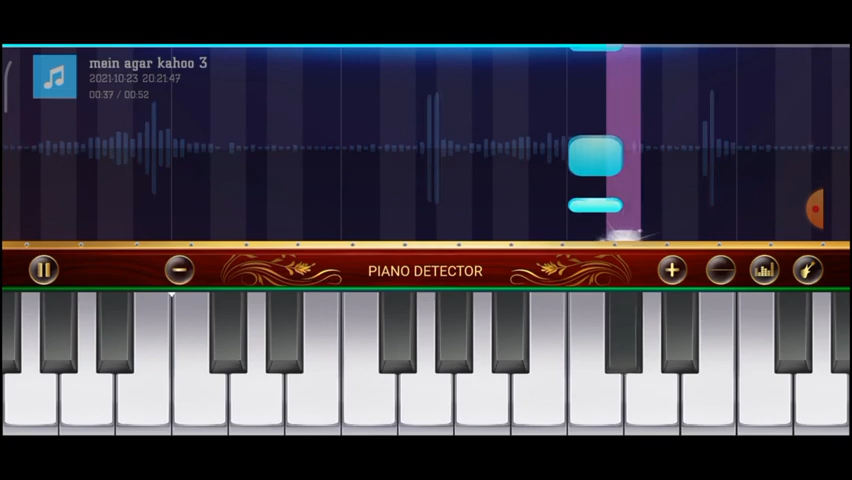 mein agar kahoo 3
2021-10-23 20:21:47
00:37 / 00:52
PIANO DETECTOR